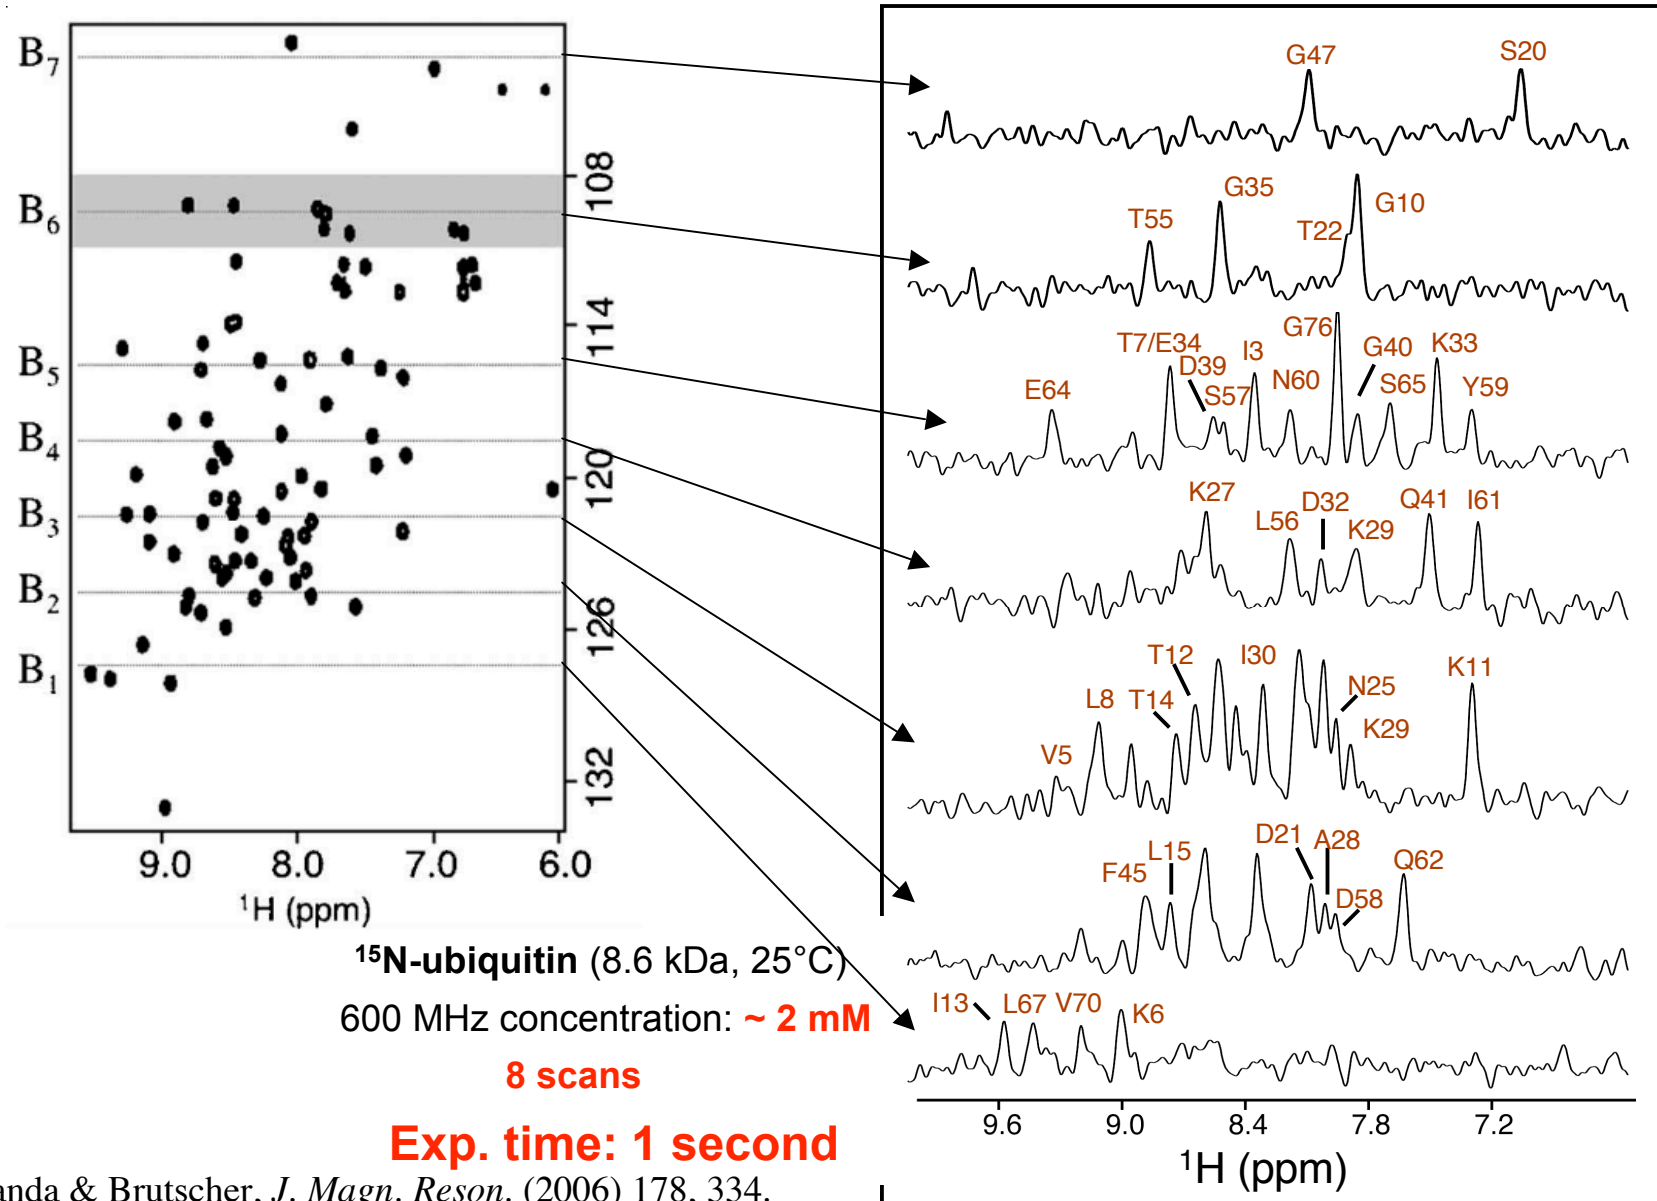 B7
B6
B5
B4
B3
B2
B1
108
114
120
126
132
9.0 8.0 7.0 6.0
1H (ppm)
15N-ubiquitin (8.6 kDa, 25°C)
600 MHz concentration: ~ 2 mM
8 scans
Exp. time: 1 second
anda & Brutscher, J. Magn. Reson. (2006) 178, 334.
G47 S20
T55 G35 T22 G10
E64 T7/E34 D39 S57 I3 N60 G76 G40 S65 K33 Y59
K27 L56 D32 K29 Q41 I61
V5 L8 T14 T12 I30 N25 K29 K11
F45 L15 D21 A28 D58 Q62
I13 L67 V70 K6
9.6 9.0 8.4 7.8 7.2
1H (ppm)